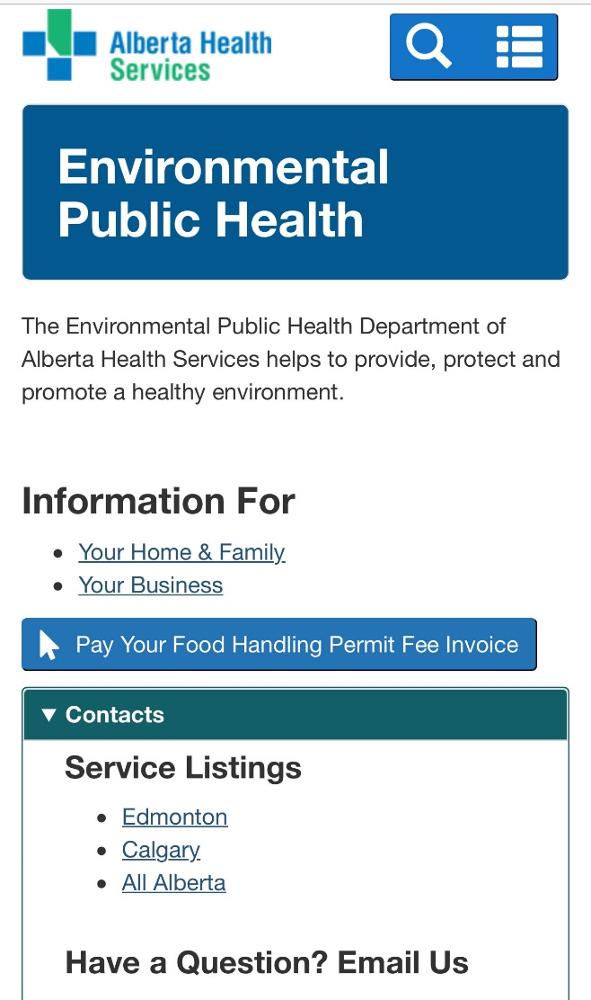 Alberta Health
Services
Environmental
Public Health
The Environmental Public Health Department of
Alberta Health Services helps to provide, protect and
promote a healthy environment.
Information For
• Your Home & Family
• Your Business
Pay Your Food Handling Permit Fee Invoice
▼ Contacts
Service Listings
• Edmonton
• Calgary
• All Alberta
Have a Question? Email Us